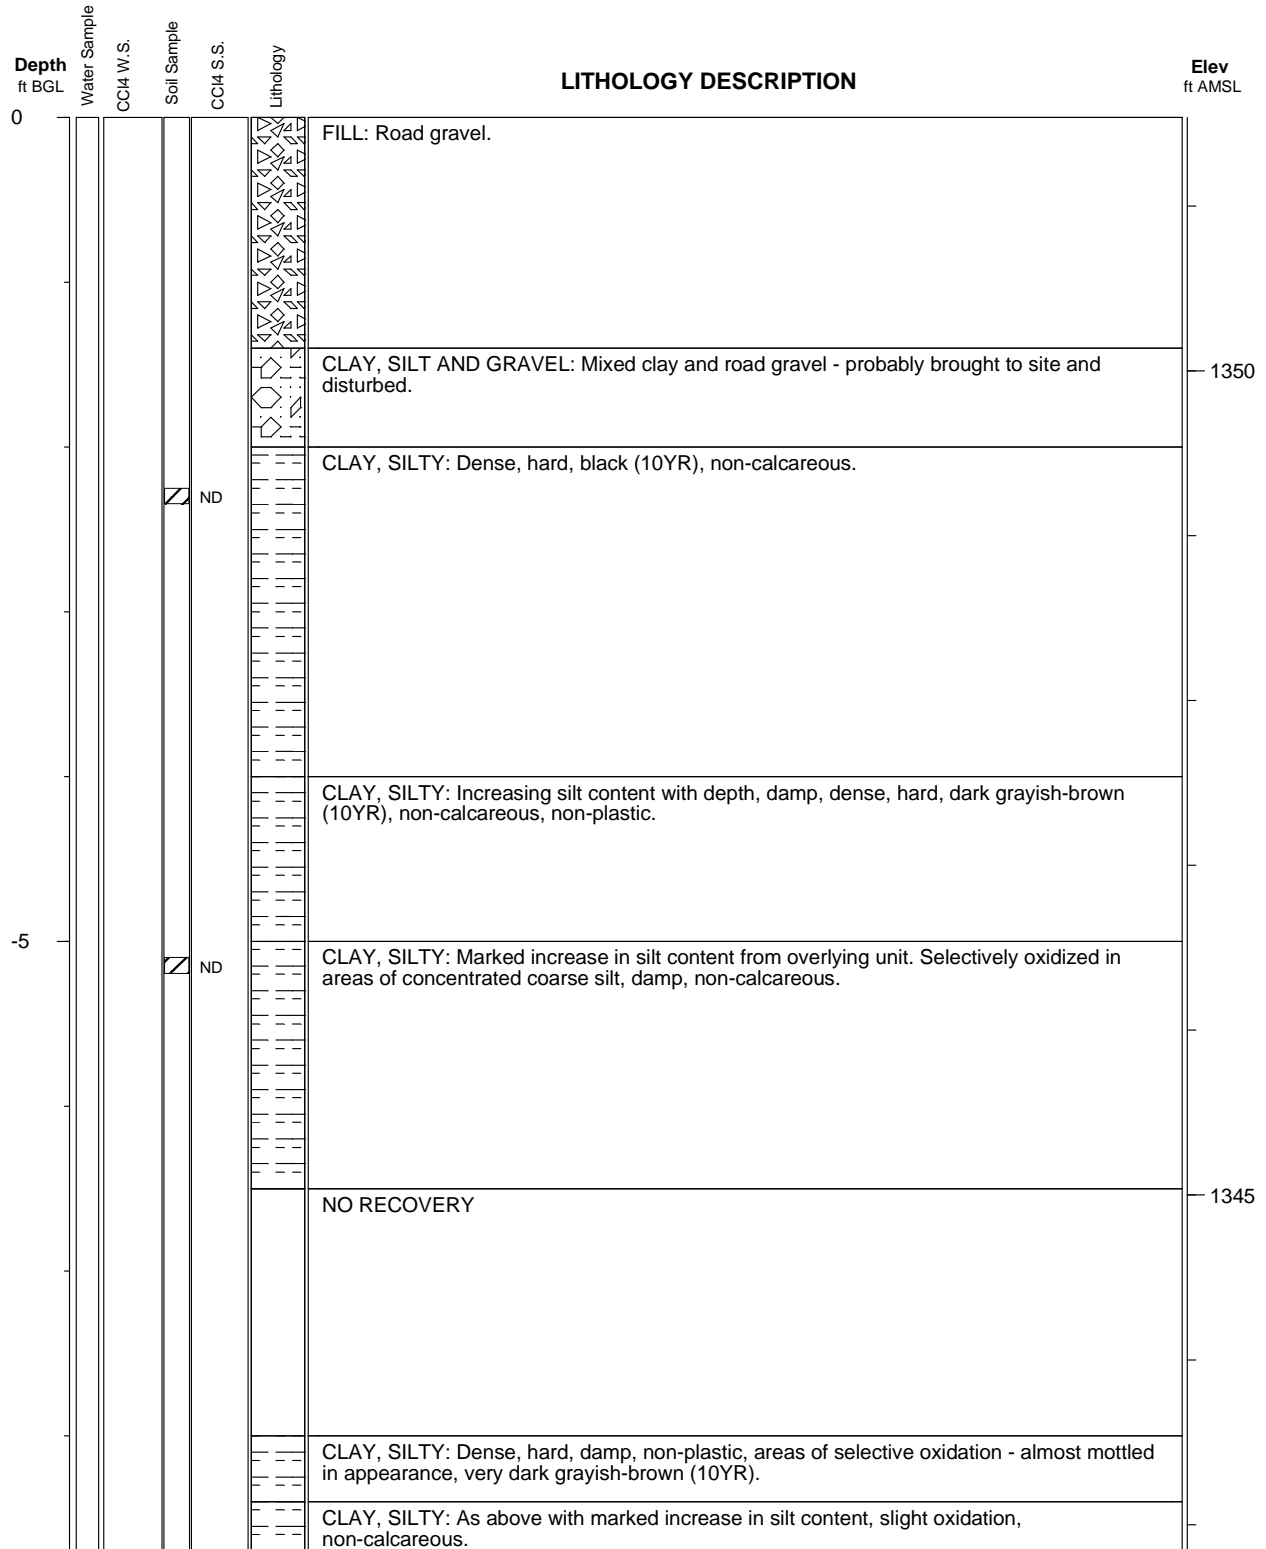 Depth
ft BGL
Water Sample
CCl4 W.S.
Soil Sample
CCl4 S.S.
Lithology
LITHOLOGY DESCRIPTION
Elev
ft AMSL
0
FILL: Road gravel.
CLAY, SILT AND GRAVEL: Mixed clay and road gravel - probably brought to site and
disturbed.
1350
CLAY, SILTY: Dense, hard, black (10YR), non-calcareous.
ND
CLAY, SILTY: Increasing silt content with depth, damp, dense, hard, dark grayish-brown
(10YR), non-calcareous, non-plastic.
-5
CLAY, SILTY: Marked increase in silt content from overlying unit. Selectively oxidized in
areas of concentrated coarse silt, damp, non-calcareous.
ND
NO RECOVERY
1345
CLAY, SILTY: Dense, hard, damp, non-plastic, areas of selective oxidation - almost mottled
in appearance, very dark grayish-brown (10YR).
CLAY, SILTY: As above with marked increase in silt content, slight oxidation,
non-calcareous.